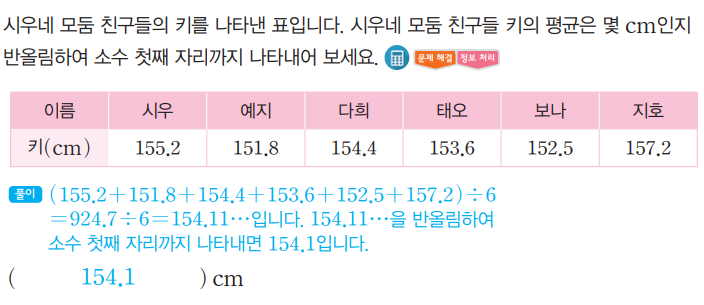 시우네 모둠 친구들의 키를 나타낸 표입니다. 시우네 모둠 친구들 키의 평균은 몇 cm인지
반올림하여 소수 첫째 자리까지 나타내어 보세요. 문제 해결 정보 처리
이름 시우 예지 다희 태오 보나 지호
키(cm) 155.2 151.8 154.4 153.6 152.5 157.2
풀이 (155.2+151.8+154.4+153.6+152.5+157.2)÷6
=924.7÷6=154.11⋯입니다. 154.11⋯을 반올림하여
소수 첫째 자리까지 나타내면 154.1입니다.
( 154.1 ) cm